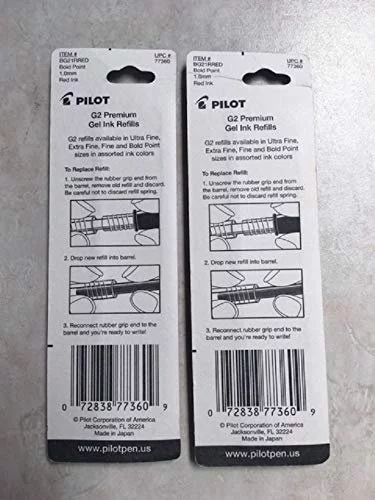 ITEM #
BG21RRED
Bold Point
1.0mm
Red Ink
UPC #
77360
PILOT
G2 Premium
Gel Ink Refills
G2 refills available in Ultra Fine,
Extra Fine, Fine and Bold Point
sizes in assorted ink colors
To Replace Refill:
1. Unscrew the rubber grip end from
the barrel, remove old refill and discard.
Be careful not to discard refill spring.
2. Drop new refill into barrel.
3. Reconnect rubber grip end to the
barrel and you're ready to write!
0 72838 77360 9
© Pilot Corporation of America
Jacksonville, FL 32224
Made in Japan
www.pilotpen.us
ITEM #
BG21RRED
Bold Point
1.0mm
Red Ink
UPC #
77360
PILOT
G2 Premium
Gel Ink Refills
G2 refills available in Ultra Fine,
Extra Fine, Fine and Bold Point
sizes in assorted ink colors
To Replace Refill:
1. Unscrew the rubber grip end from
the barrel, remove old refill and discard.
Be careful not to discard refill spring.
2. Drop new refill into barrel.
3. Reconnect rubber grip end to the
barrel and you're ready to write!
0 72838 77360 9
© Pilot Corporation of America
Jacksonville, FL 32224
Made in Japan
www.pilotpen.us